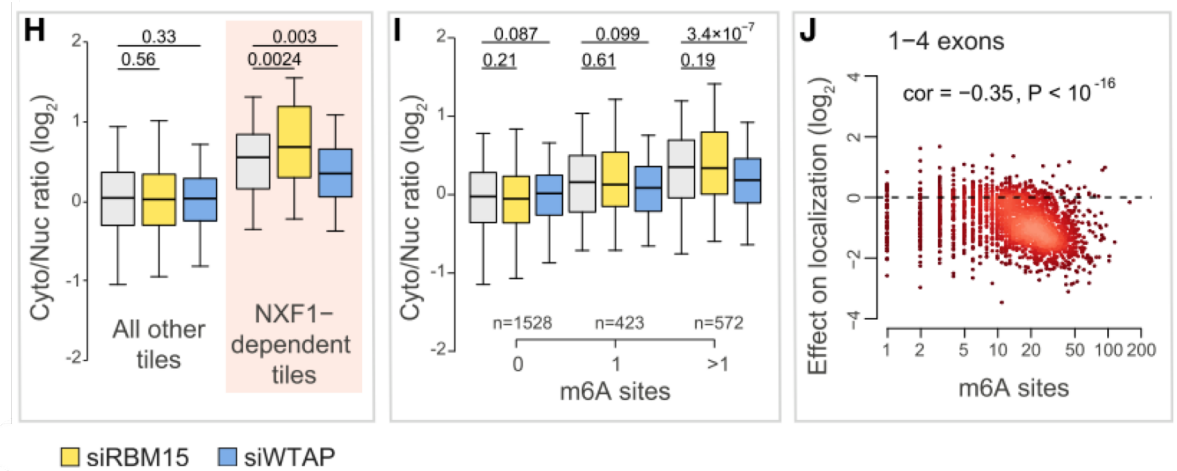 H
2
1
0
-1
-2
Cyto/Nuc ratio (log2)
0.33
0.56
0.003
0.0024
All other
tiles
NXF1−
dependent
tiles
I
2
1
0
-1
-2
Cyto/Nuc ratio (log2)
0.087
0.21
0.099
0.61
3.4×10−7
0.19
n=1528
n=423
n=572
0
1
>1
m6A sites
J
1−4 exons
cor = −0.35, P < 10-16
Effect on localization (log2)
4
2
0
−2
−4
1
2
5
10
20
50
100
200
m6A sites
siRBM15
siWTAP